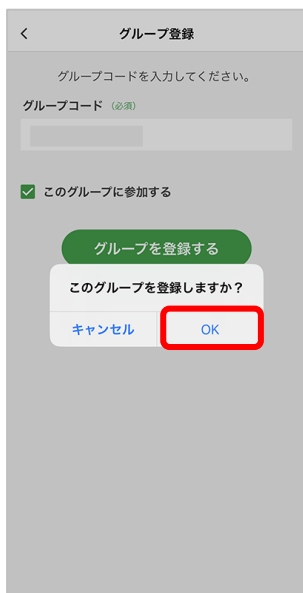 グループ登録
グループコードを入力してください。
グループコード (必須)
このグループに参加する
グループを登録する
このグループを登録しますか？
キャンセル OK